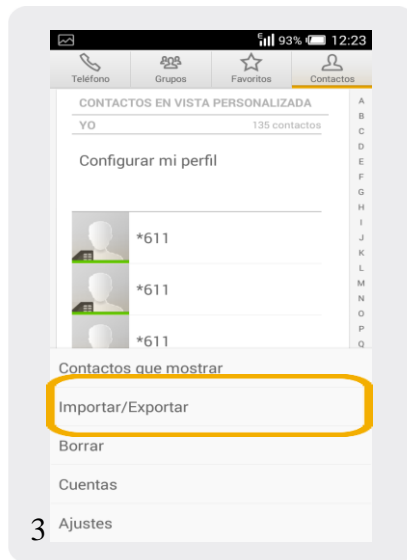 93% 12:23
Teléfono Grupos Favoritos Contactos
CONTACTOS EN VISTA PERSONALIZADA
YO 135 contactos
Configurar mi perfil
*611
*611
*611
A
B
C
D
E
F
G
H
I
J
K
L
M
N
O
P
Q
Contactos que mostrar
Importar/Exportar
Borrar
Cuentas
3 Ajustes